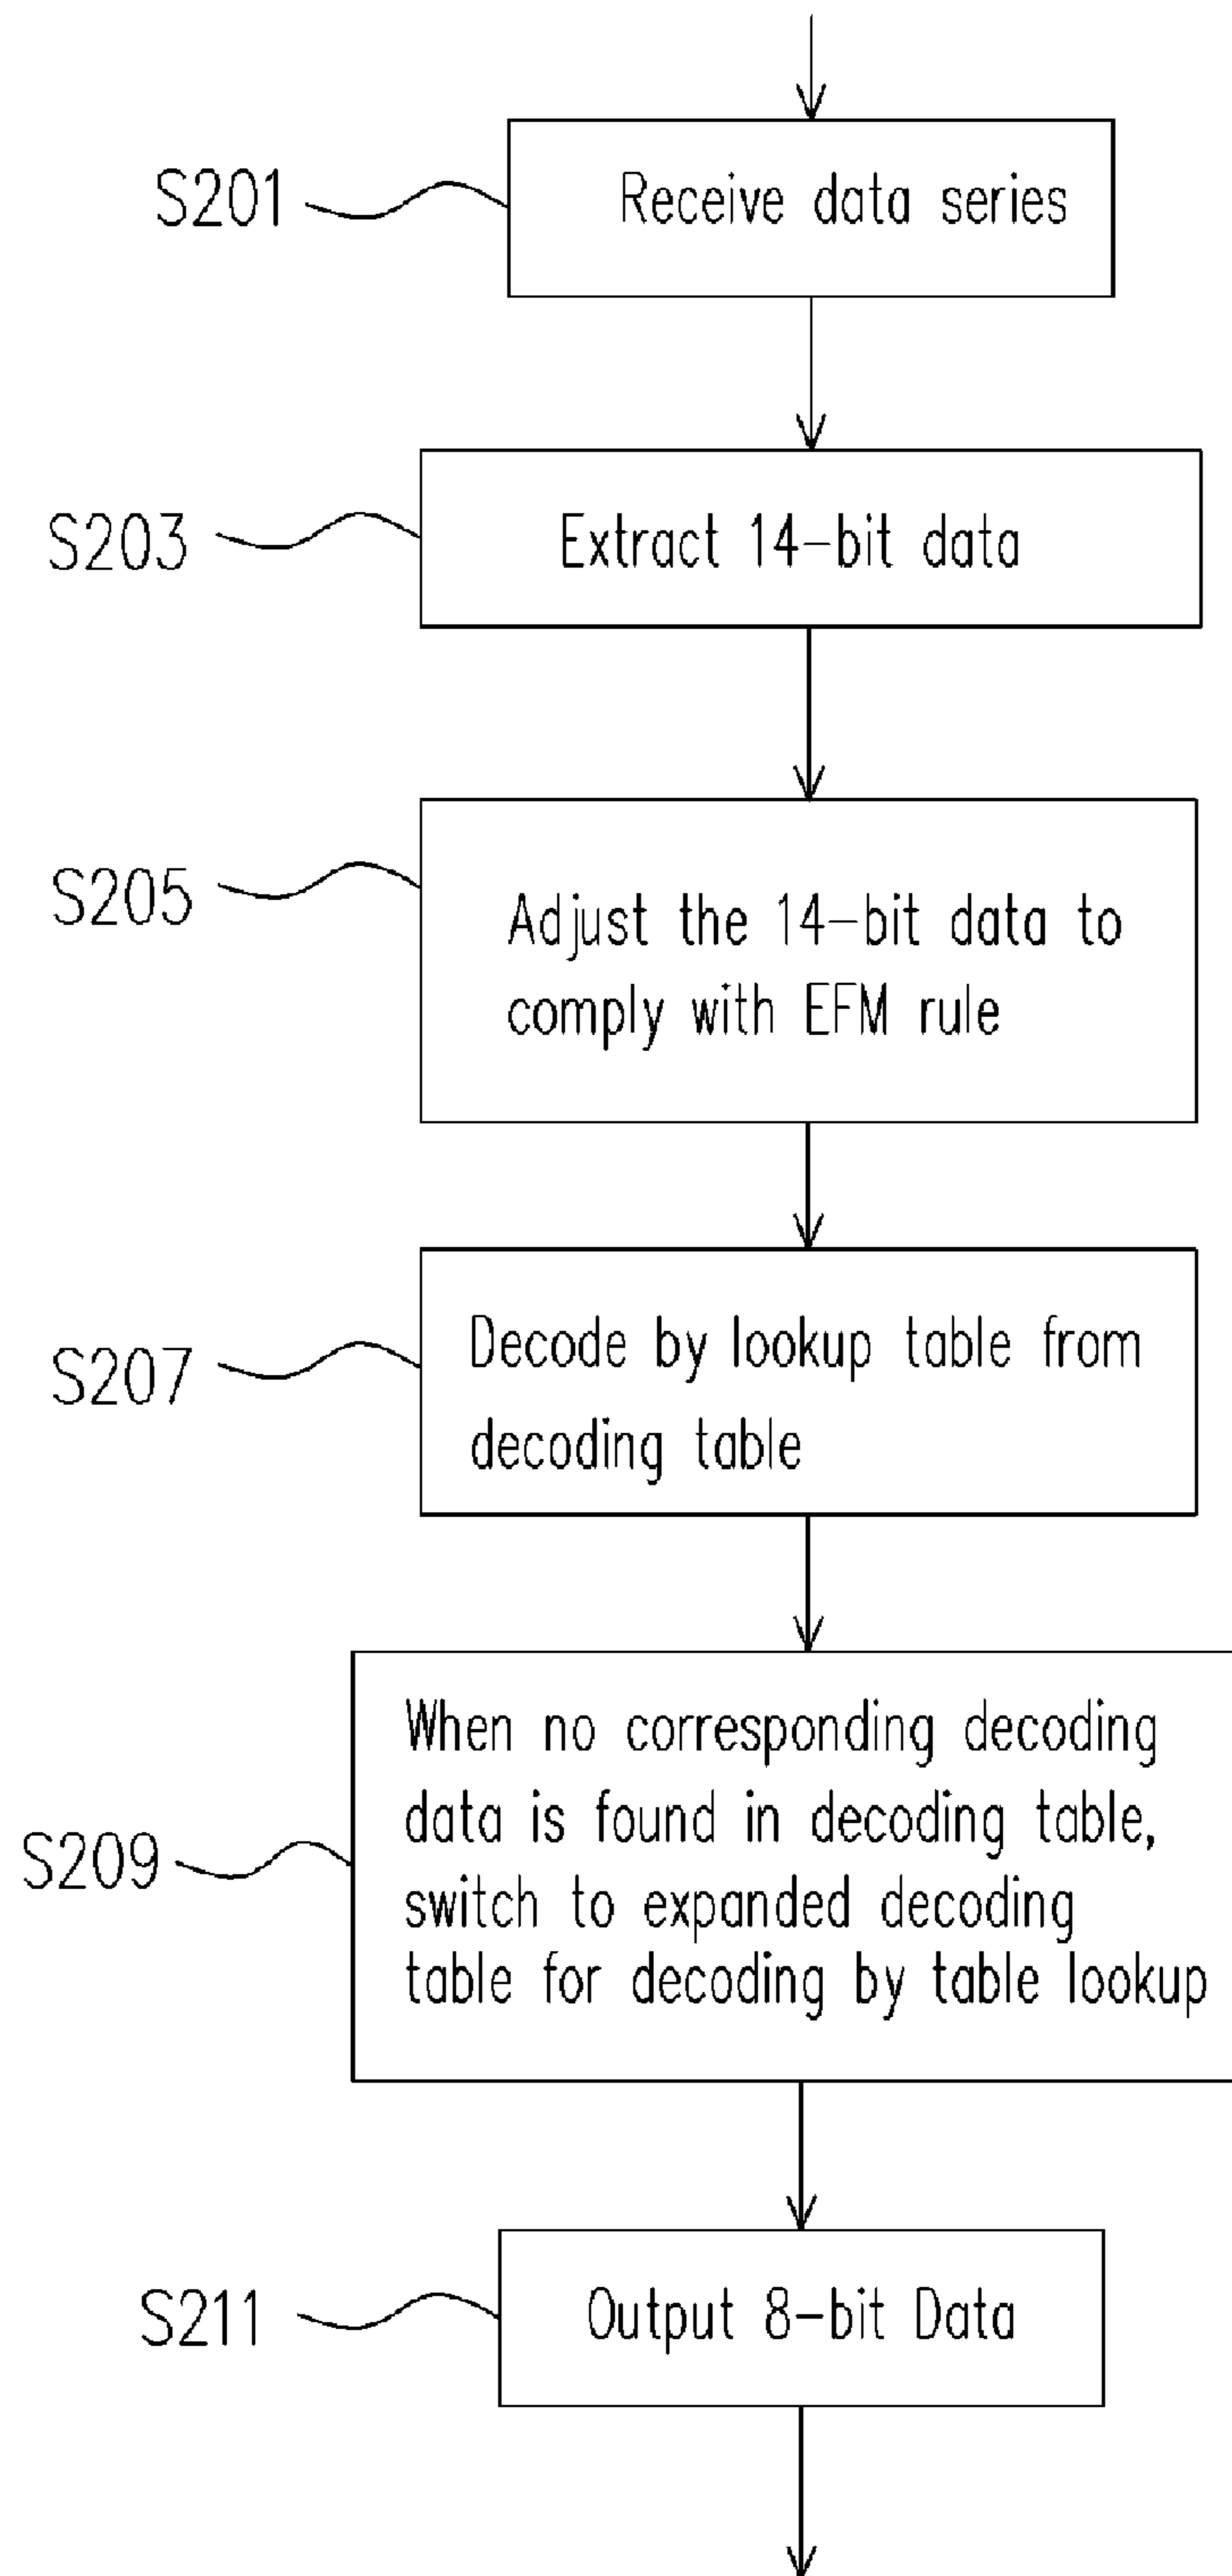 S201
Receive data series
S203
Extract 14-bit data
S205
Adjust the 14-bit data to
comply with EFM rule
S207
Decode by lookup table from
decoding table
S209
When no corresponding decoding
data is found in decoding table,
switch to expanded decoding
table for decoding by table lookup
S211
Output 8-bit Data